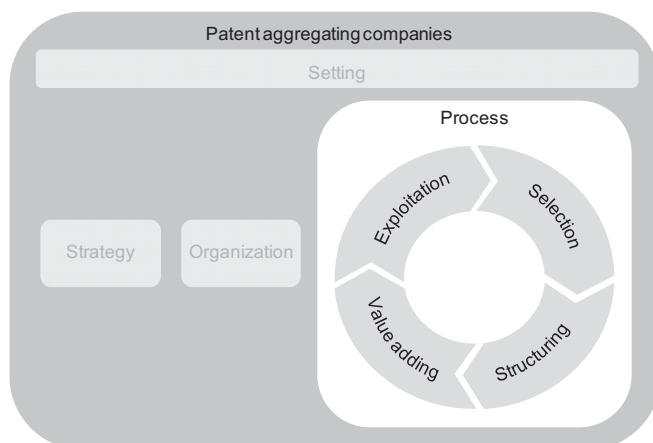 Patent aggregating companies
Setting
Process
Strategy
Organization
Exploitation
Selection
Value adding
Structuring